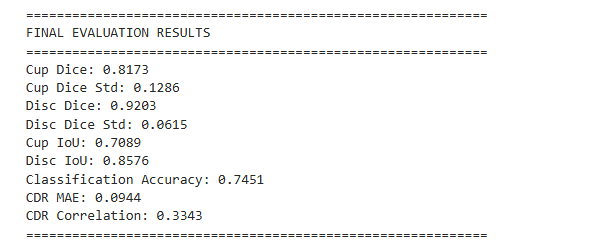 ============================================================
FINAL EVALUATION RESULTS
============================================================
Cup Dice: 0.8173
Cup Dice Std: 0.1286
Disc Dice: 0.9203
Disc Dice Std: 0.0615
Cup IoU: 0.7089
Disc IoU: 0.8576
Classification Accuracy: 0.7451
CDR MAE: 0.0944
CDR Correlation: 0.3343
============================================================